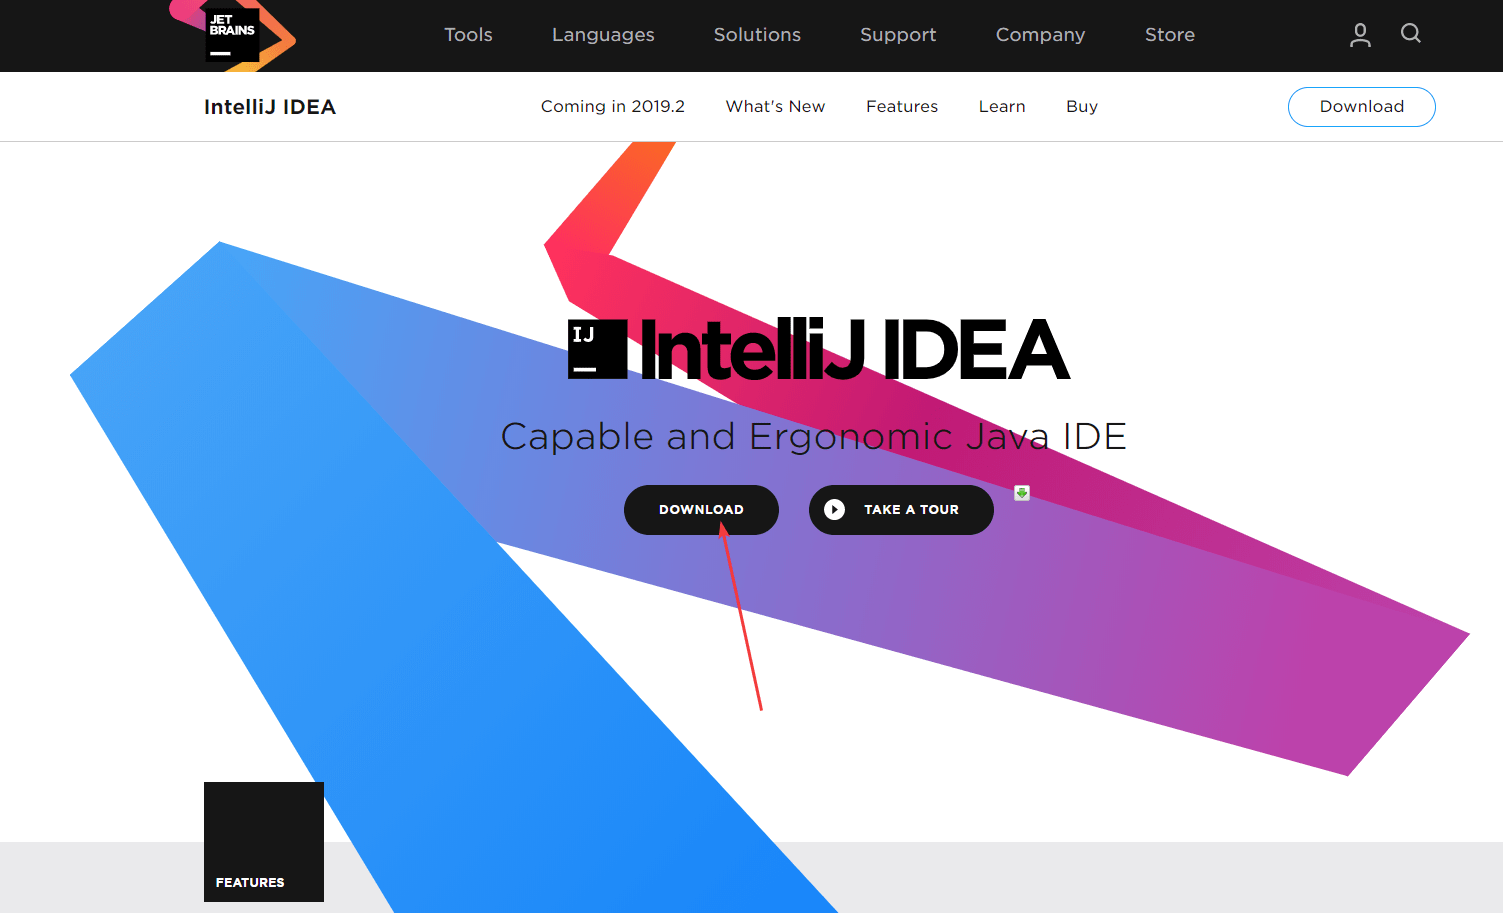 JET
BRAINS
Tools Languages Solutions Support Company Store
IntelliJ IDEA Coming in 2019.2 What's New Features Learn Buy Download
IJ IntelliJ IDEA
Capable and Ergonomic Java IDE
DOWNLOAD TAKE A TOUR
FEATURES